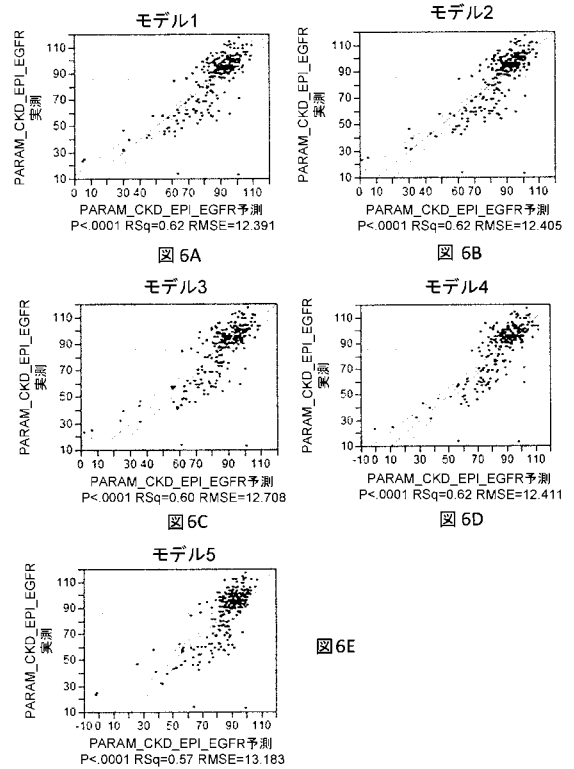 モデル1
PARAM_CKD_EPI_EGFR
実測
110
90
70
50
30
10
0 10 30 40 60 70 90 110
PARAM_CKD_EPI_EGFR予測
P<.0001 RSq=0.62 RMSE=12.391
図 6A
モデル2
PARAM_CKD_EPI_EGFR
実測
110
90
70
50
30
10
0 10 30 40 60 70 90 110
PARAM_CKD_EPI_EGFR予測
P<.0001 RSq=0.62 RMSE=12.405
図 6B
モデル3
PARAM_CKD_EPI_EGFR
実測
110
90
70
50
30
10
0 10 30 40 60 70 90 110
PARAM_CKD_EPI_EGFR予測
P<.0001 RSq=0.60 RMSE=12.708
図 6C
モデル4
PARAM_CKD_EPI_EGFR
実測
110
90
70
50
30
10
-10 0 10 30 50 70 90 110
PARAM_CKD_EPI_EGFR予測
P<.0001 RSq=0.62 RMSE=12.411
図 6D
モデル5
PARAM_CKD_EPI_EGFR
実測
110
90
70
50
30
10
-10 0 10 30 50 70 90 110
PARAM_CKD_EPI_EGFR予測
P<.0001 RSq=0.57 RMSE=13.183
図6E